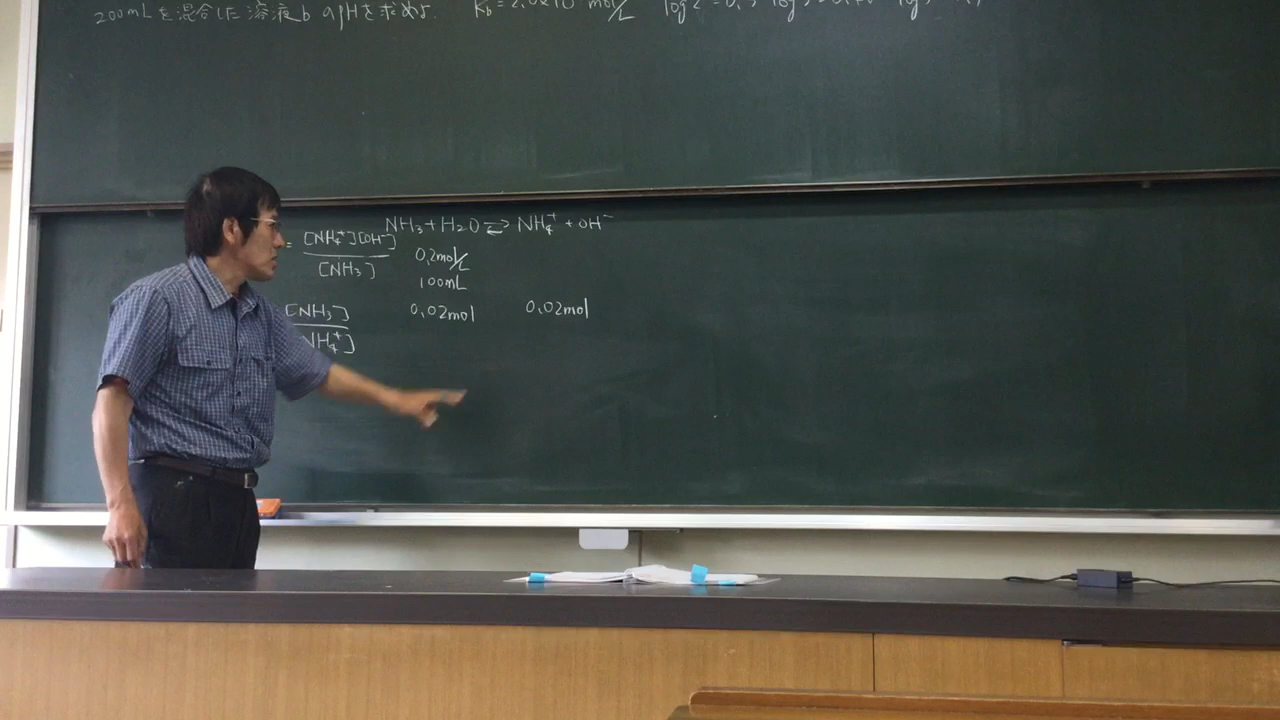 200mLを混合した溶液bのpHを求めよ. Kb=2.0×10 mol/L log2=0.3
NH3+H2O⇄NH4+ + OH-
= [NH4+][OH-]/[NH3] 0.2mol/L
100mL
[NH3]/[NH4+] 0.02mol 0.02mol